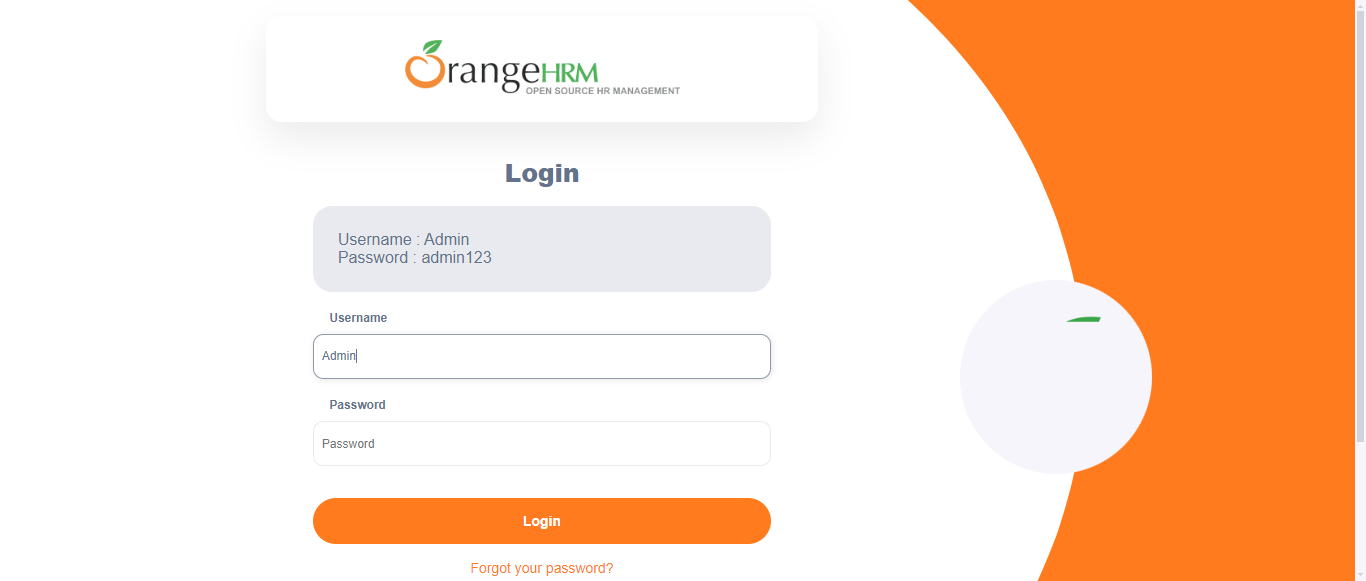 OrangeHRM
OPEN SOURCE HR MANAGEMENT
Login
Username : Admin
Password : admin123
Username
Admin
Password
Password
Login
Forgot your password?